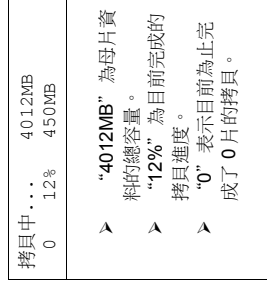 拷貝中... 4012MB
0 12% 450MB
➢ “4012MB” 為母片資
料的總容量。
➢ “12%” 為目前完成的
拷貝進度。
➢ “0” 表示目前為止完
成了 0 片的拷貝。